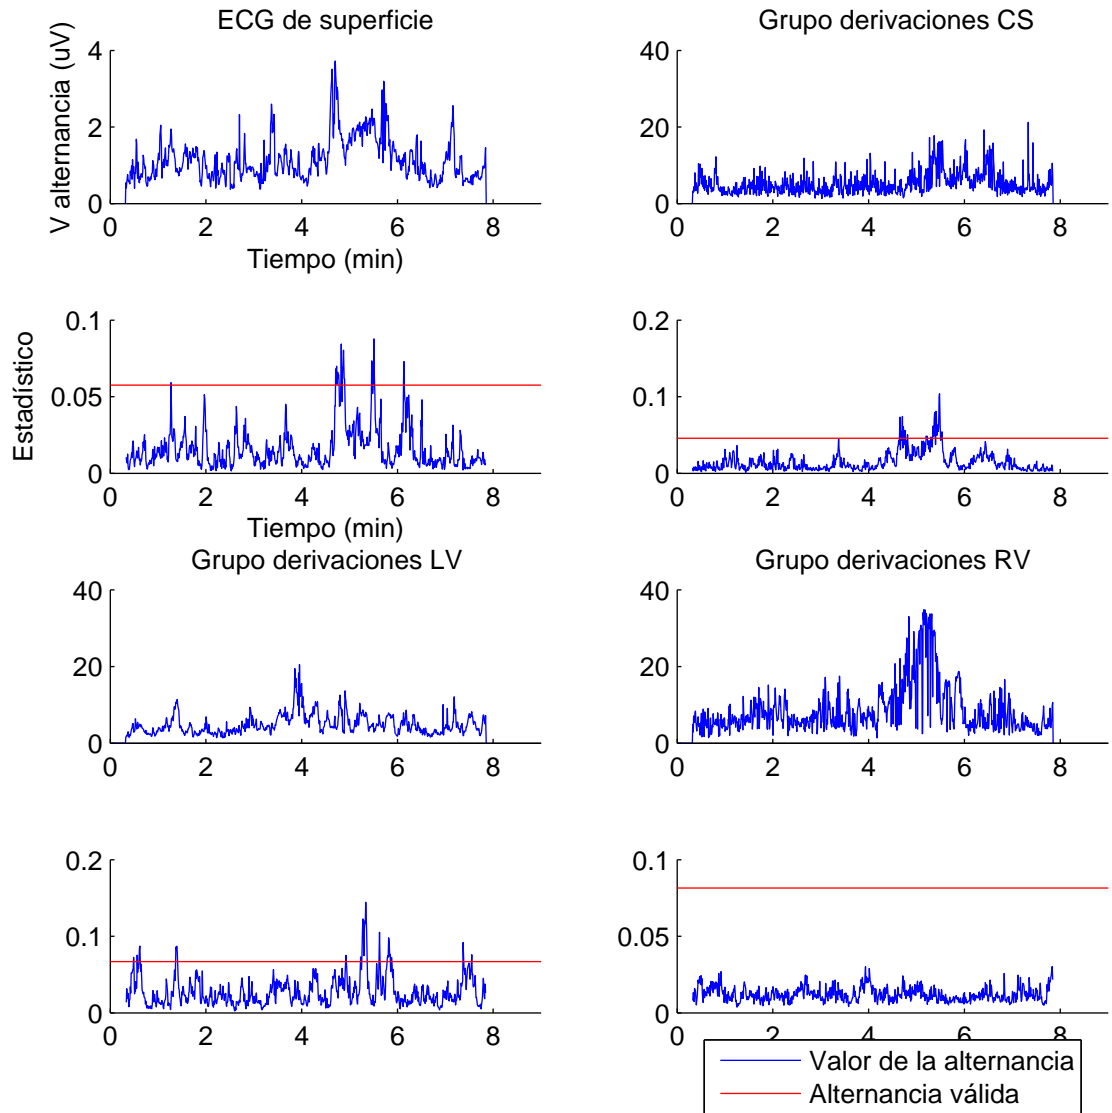 ECG de superficie
Grupo derivaciones CS
V alternancia (uV)
4
2
0
0 2 4 6 8
Tiempo (min)
40
20
0
0 2 4 6 8
Estadístico
0.1
0.05
0
0 2 4 6 8
Tiempo (min)
0.2
0.1
0
0 2 4 6 8
Grupo derivaciones LV
Grupo derivaciones RV
40
20
0
0 2 4 6 8
40
20
0
0 2 4 6 8
0.2
0.1
0
0 2 4 6 8
0.1
0.05
0
0 2 4 6 8
Valor de la alternancia
Alternancia válida